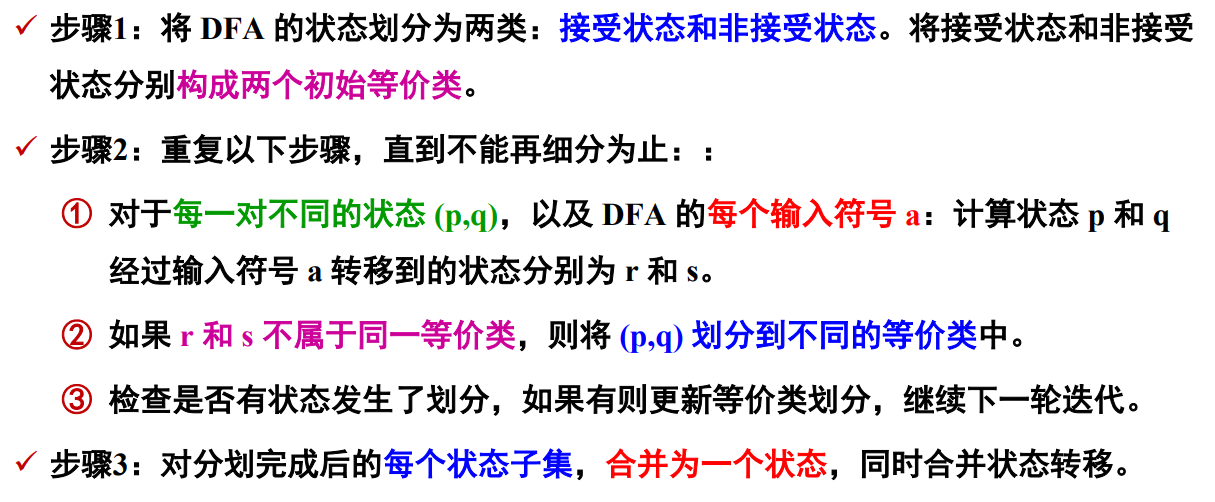 ✓ 步骤1：将 DFA 的状态划分为两类：接受状态和非接受状态。将接受状态和非接受
状态分别构成两个初始等价类。
✓ 步骤2：重复以下步骤，直到不能再细分为止：：
① 对于每一对不同的状态 (p,q)，以及 DFA 的每个输入符号 a：计算状态 p 和 q
经过输入符号 a 转移到的状态分别为 r 和 s。
② 如果 r 和 s 不属于同一等价类，则将 (p,q) 划分到不同的等价类中。
③ 检查是否有状态发生了划分，如果有则更新等价类划分，继续下一轮迭代。
✓ 步骤3：对分划完成后的每个状态子集，合并为一个状态，同时合并状态转移。